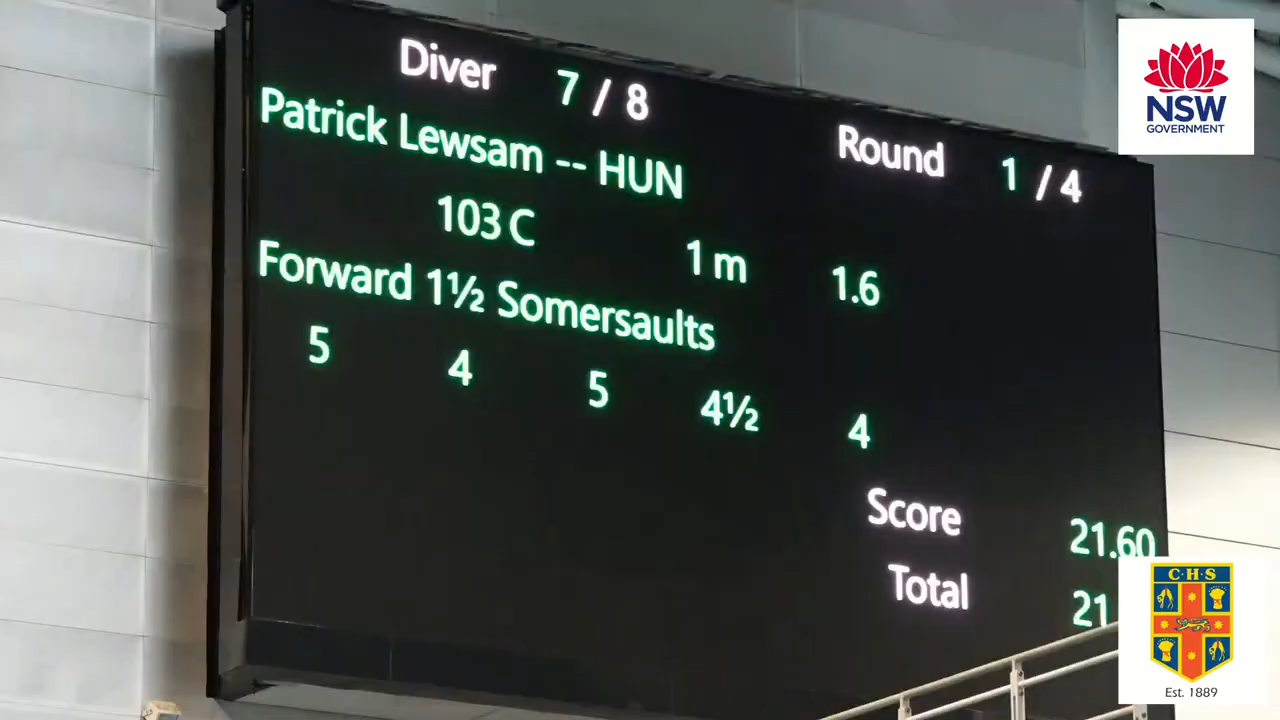 Diver 7 / 8
Patrick Lewsam -- HUN
Round 1 / 4
103 C 1 m 1.6
Forward 1½ Somersaults
5 4 5 4½ 4
Score 21.60
Total 21
NSW
GOVERNMENT
C·H·S
Est. 1889